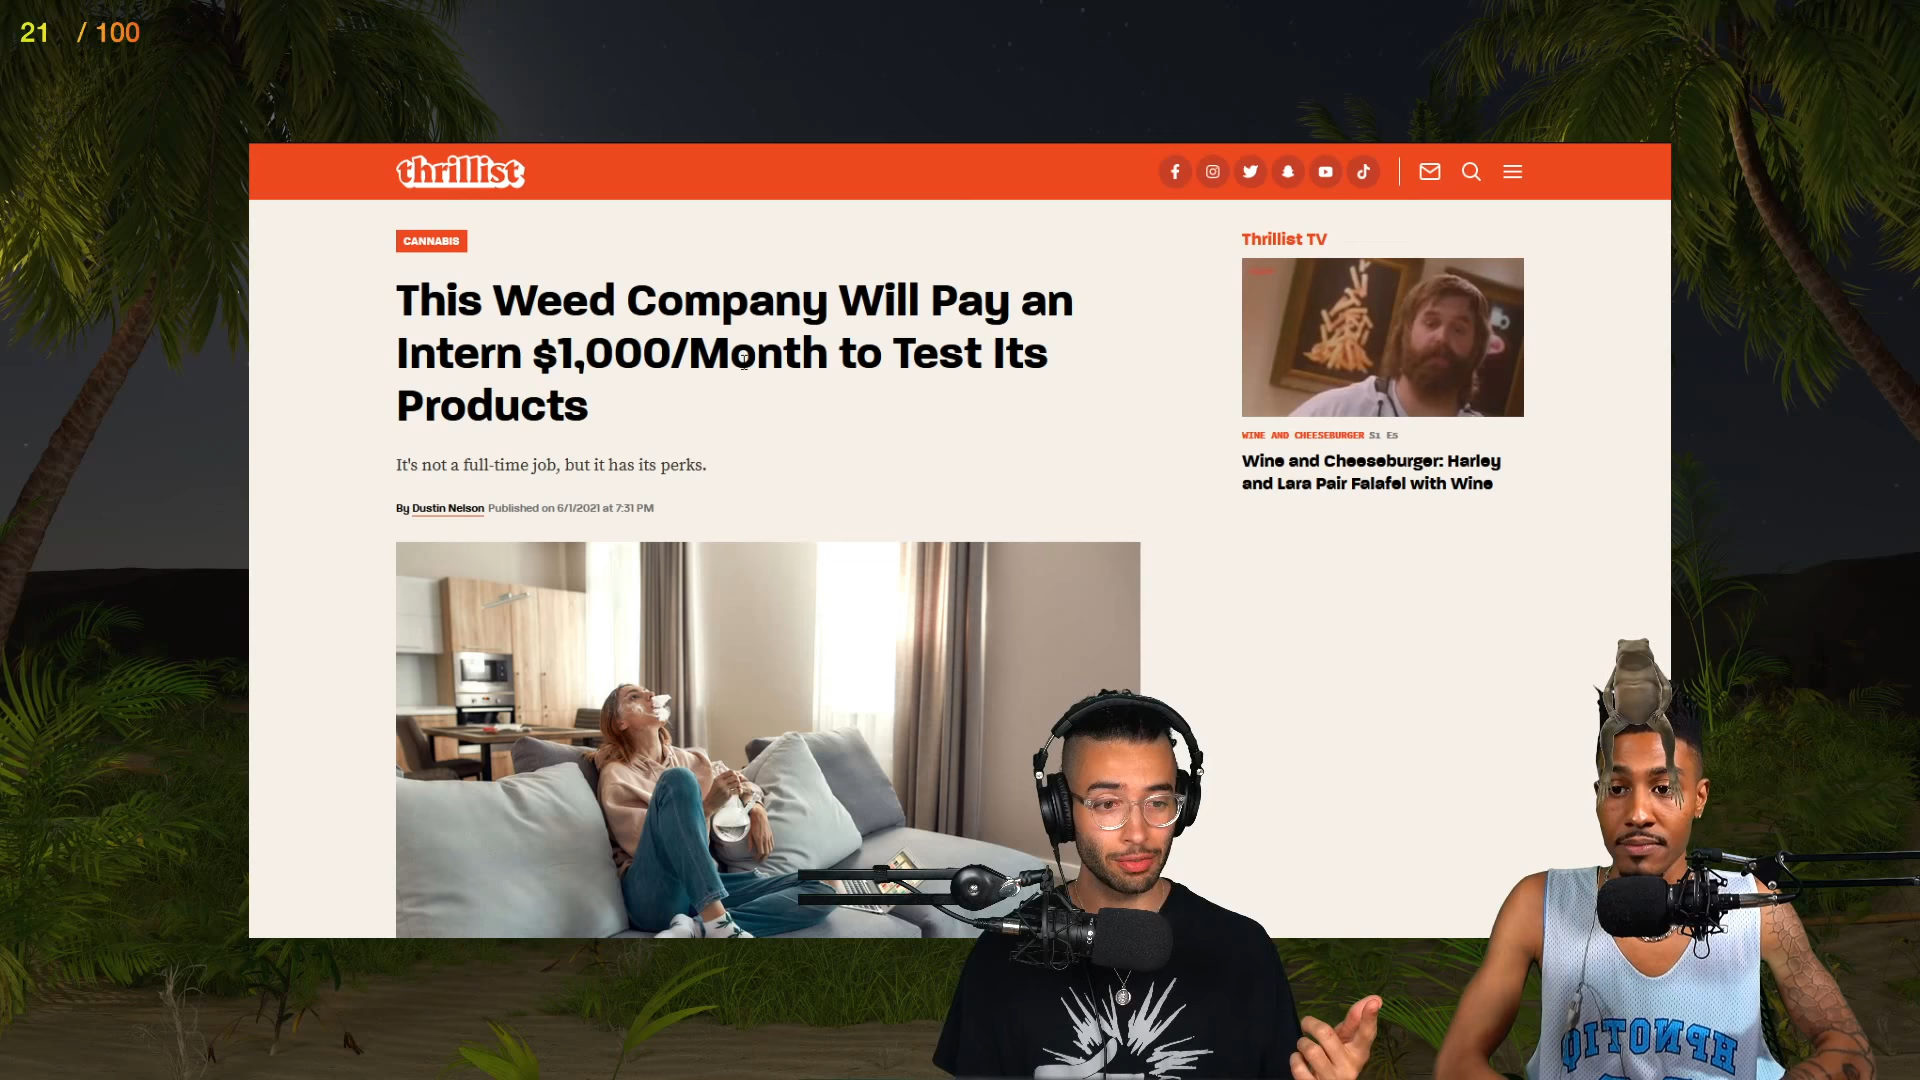 21 / 100
thrillist
CANNABIS
This Weed Company Will Pay an
Intern $1,000/Month to Test Its
Products
It's not a full-time job, but it has its perks.
By Dustin Nelson Published on 6/1/2021 at 7:31 PM
Thrillist TV
WINE AND CHEESEBURGER S1 E5
Wine and Cheeseburger: Harley
and Lara Pair Falafel with Wine
HPNOTIQ